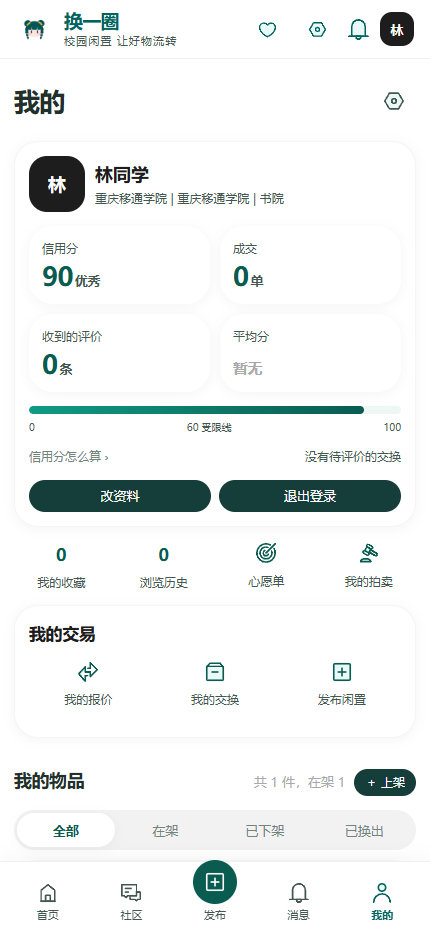 换一圈
校园闲置 让好物流转
林
我的
林
林同学
重庆移通学院 | 重庆移通学院 | 书院
信用分
90优秀
成交
0单
收到的评价
0条
平均分
暂无
0
60 受限线
100
信用分怎么算 ›
没有待评价的交换
改资料
退出登录
0
我的收藏
0
浏览历史
心愿单
我的拍卖
我的交易
我的报价
我的交换
发布闲置
我的物品
共 1 件，在架 1
+ 上架
全部
在架
已下架
已换出
首页
社区
发布
消息
我的